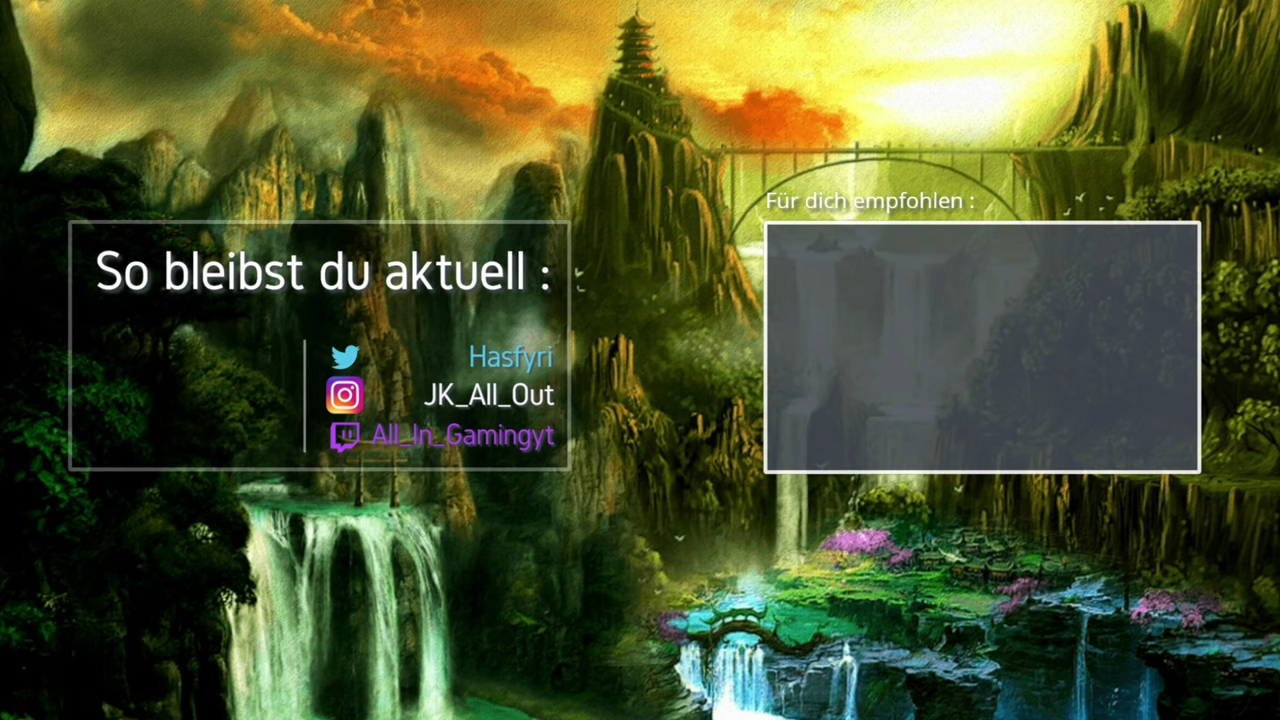 Für dich empfohlen :
So bleibst du aktuell :
Hasfyri
JK_All_Out
All_In_Gamingyt